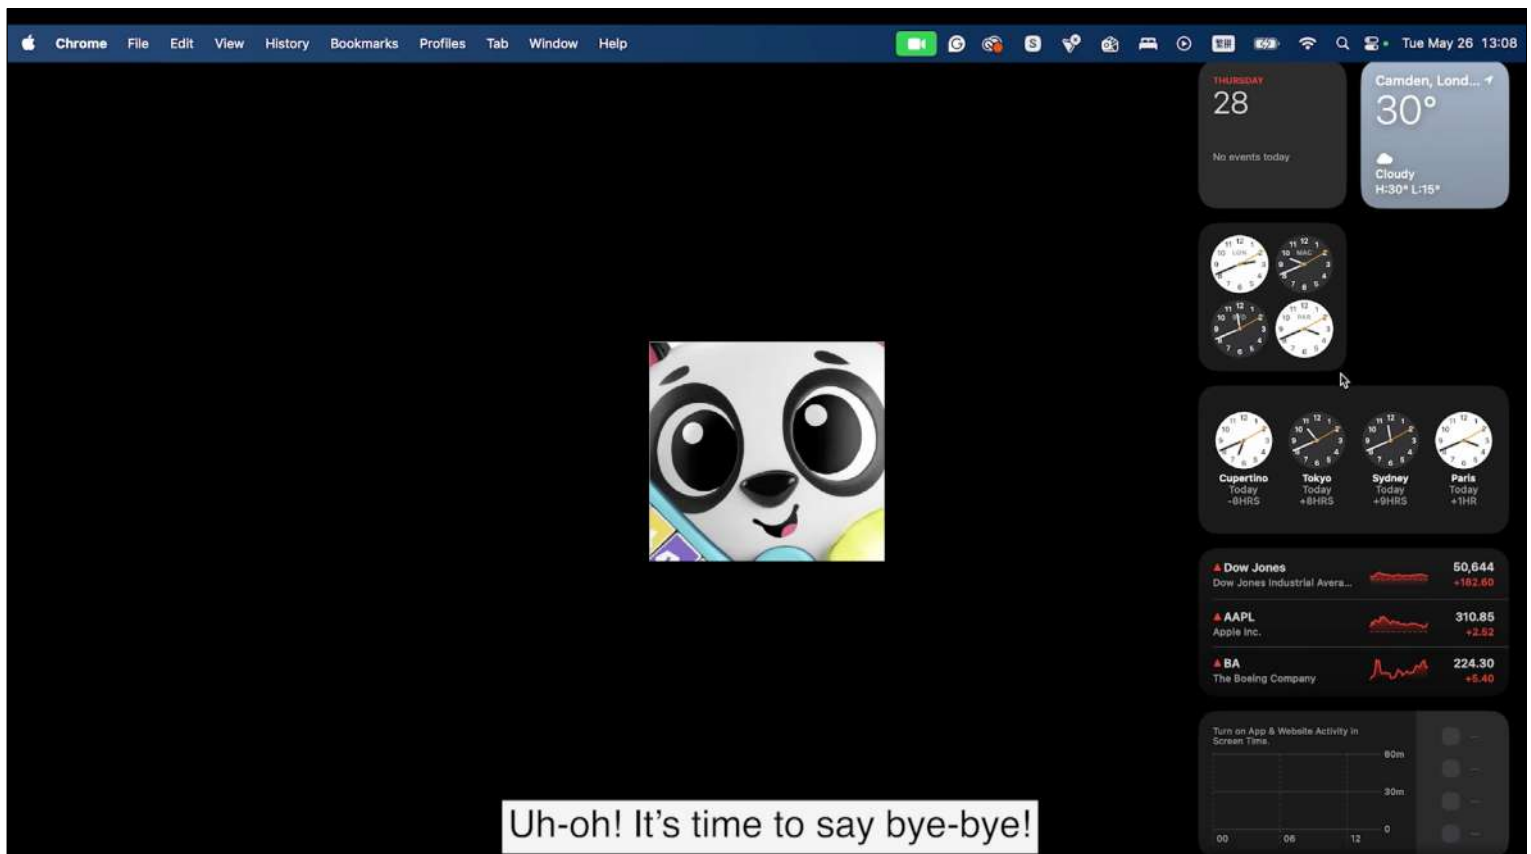 Chrome File Edit View History Bookmarks Profiles Tab Window Help
Tue May 26 13:08
THURSDAY
28
No events today
Camden, Lond...
30°
Cloudy
H:30° L:15°
Cupertino Tokyo Sydney Paris
Today Today Today Today
-8HRS +8HRS +9HRS +1HR
Dow Jones 50,644
Dow Jones Industrial Avera... +182.60
AAPL 310.85
Apple Inc. +2.52
BA 224.30
The Boeing Company +5.40
Turn on App & Website Activity in
Screen Time.
60m
30m
0
00 06 12
Uh-oh! It's time to say bye-bye!